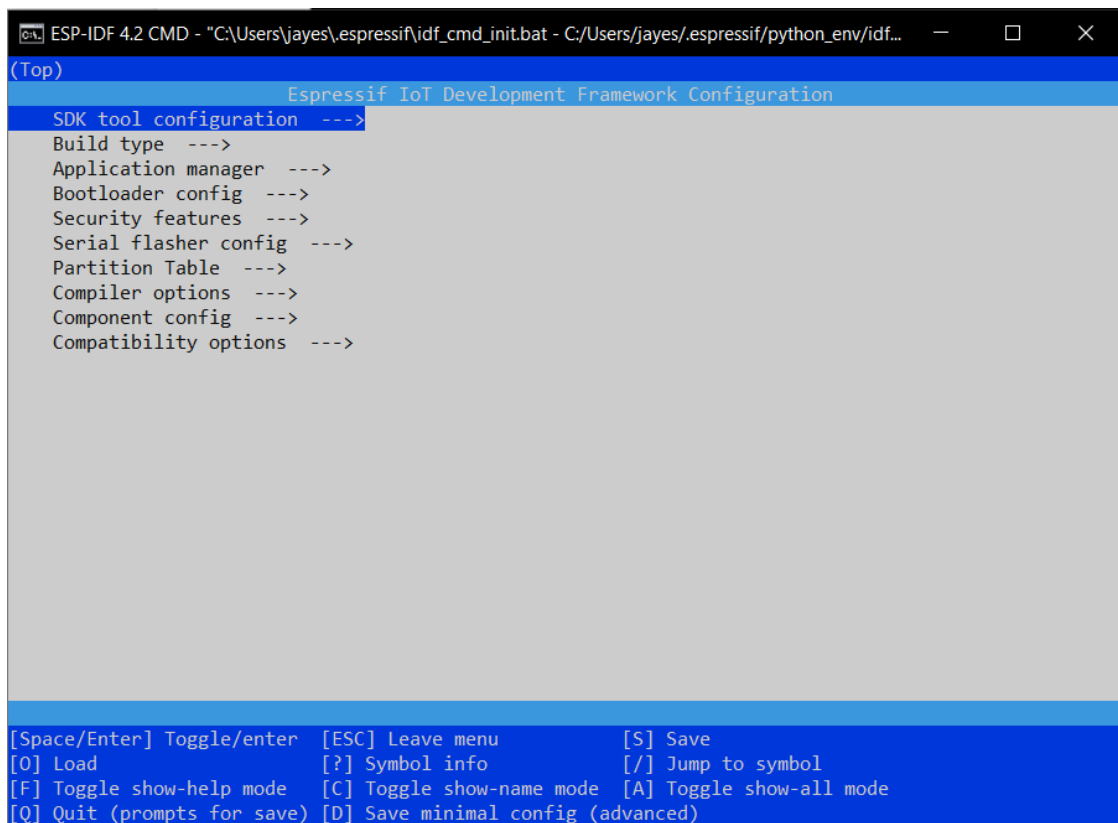 ESP-IDF 4.2 CMD - "C:\Users\jayes\.espressif\idf_cmd_init.bat - C:/Users/jayes/.espressif/python_env/idf...
(Top)
Espressif IoT Development Framework Configuration
SDK tool configuration  --->
Build type  --->
Application manager  --->
Bootloader config  --->
Security features  --->
Serial flasher config  --->
Partition Table  --->
Compiler options  --->
Component config  --->
Compatibility options  --->
[Space/Enter] Toggle/enter  [ESC] Leave menu  [S] Save
[O] Load  [?] Symbol info  [/] Jump to symbol
[F] Toggle show-help mode  [C] Toggle show-name mode  [A] Toggle show-all mode
[Q] Quit (prompts for save)  [D] Save minimal config (advanced)